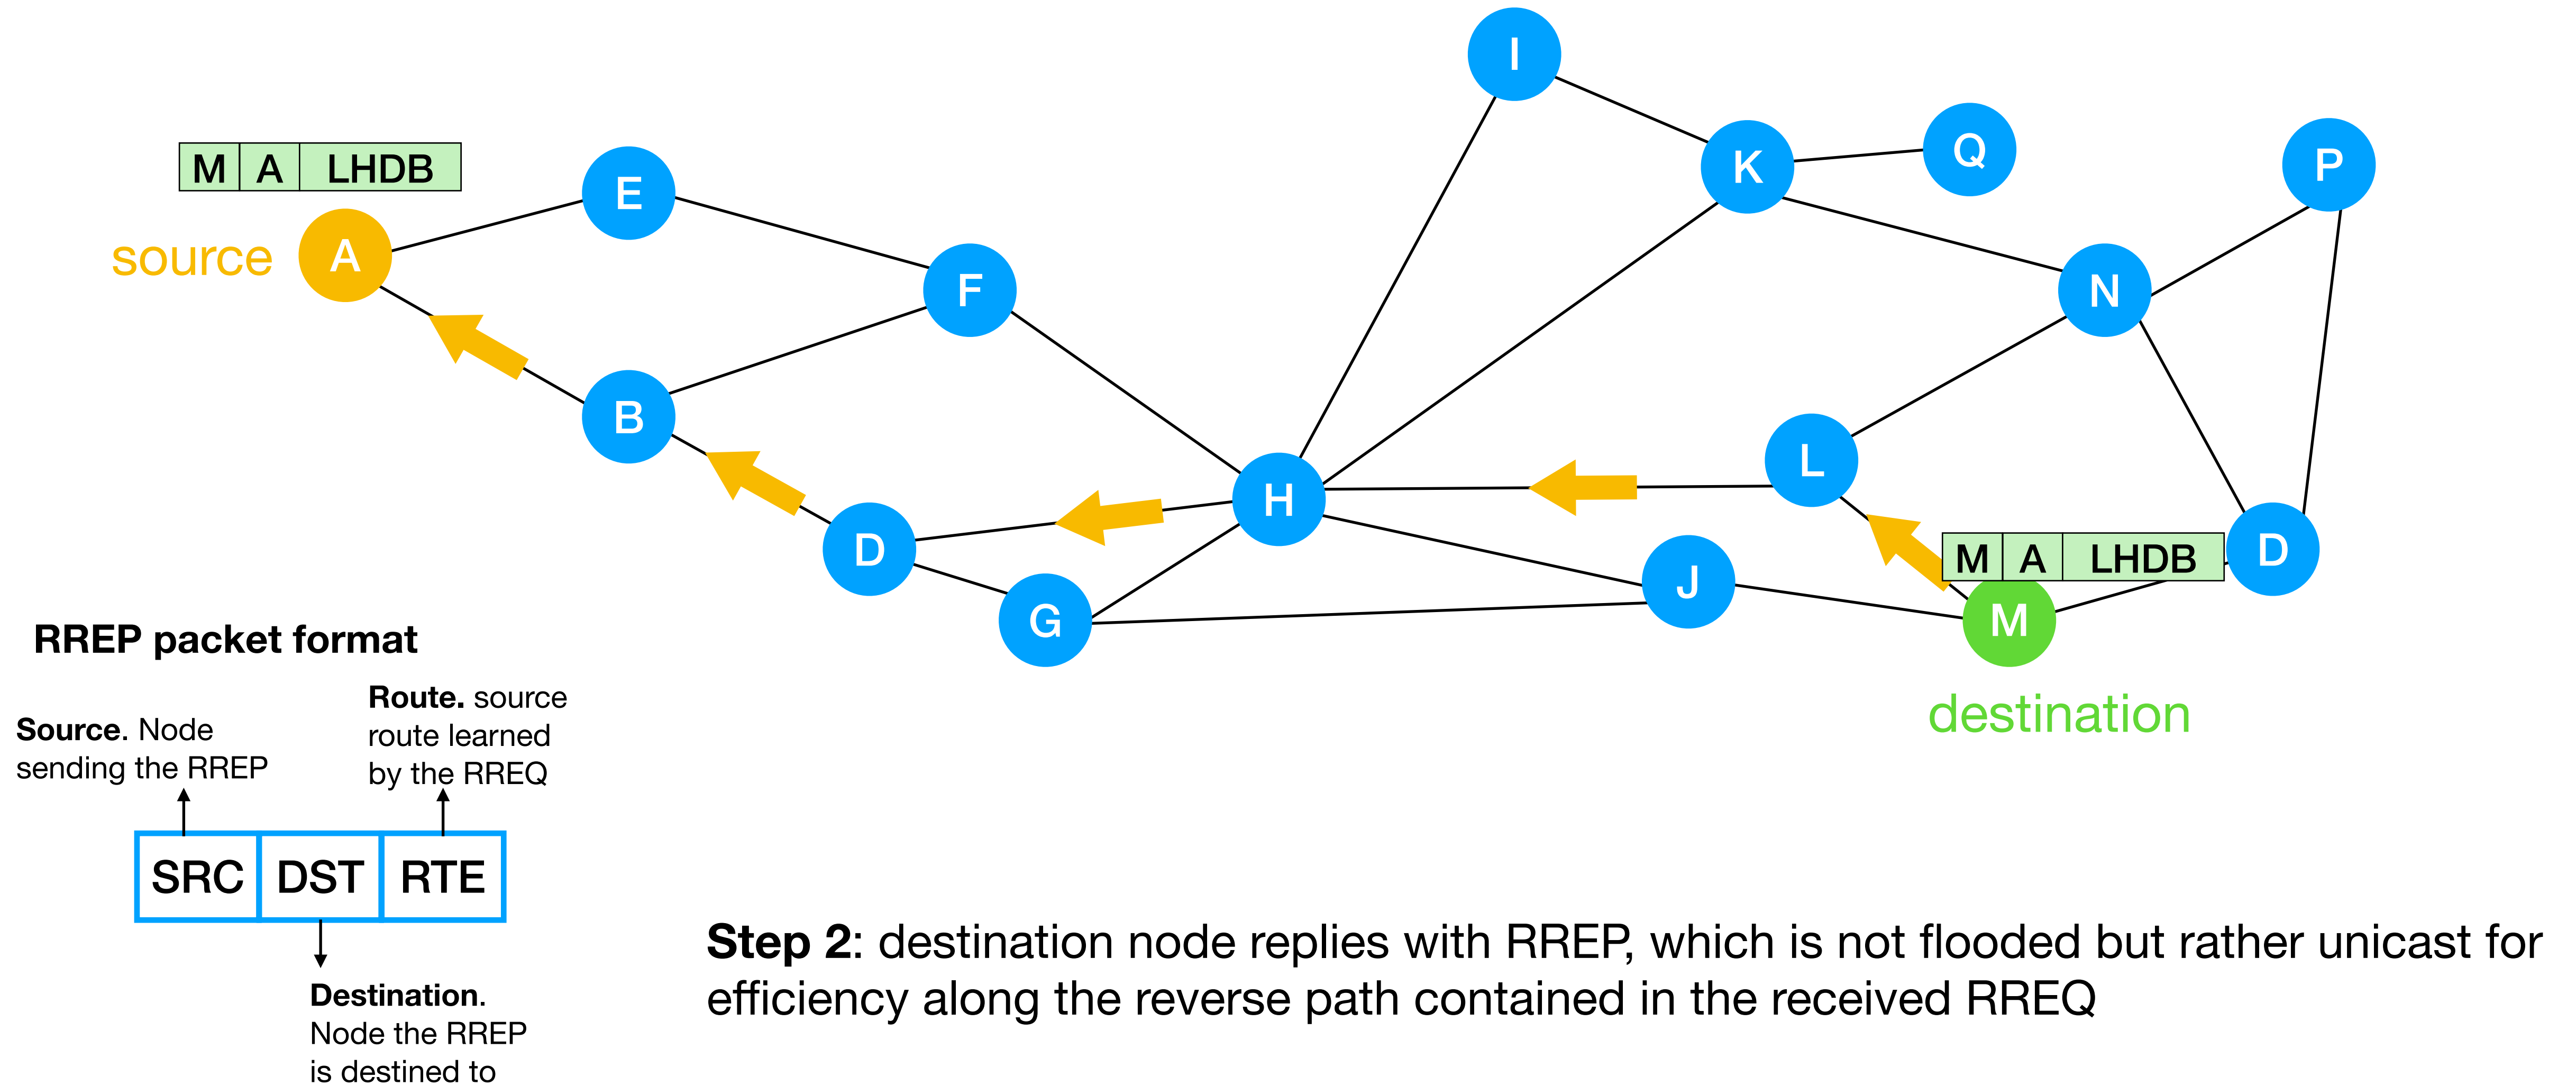 I
Q
P
K
M A LHDB
E
source
A
F
N
B
L
H
D
M A LHDB
D
J
G
M
destination
RREP packet format
Route. source
route learned
by the RREQ
Source. Node
sending the RREP
SRC DST RTE
Destination.
Node the RREP
is destined to
Step 2: destination node replies with RREP, which is not flooded but rather unicast for
efficiency along the reverse path contained in the received RREQ